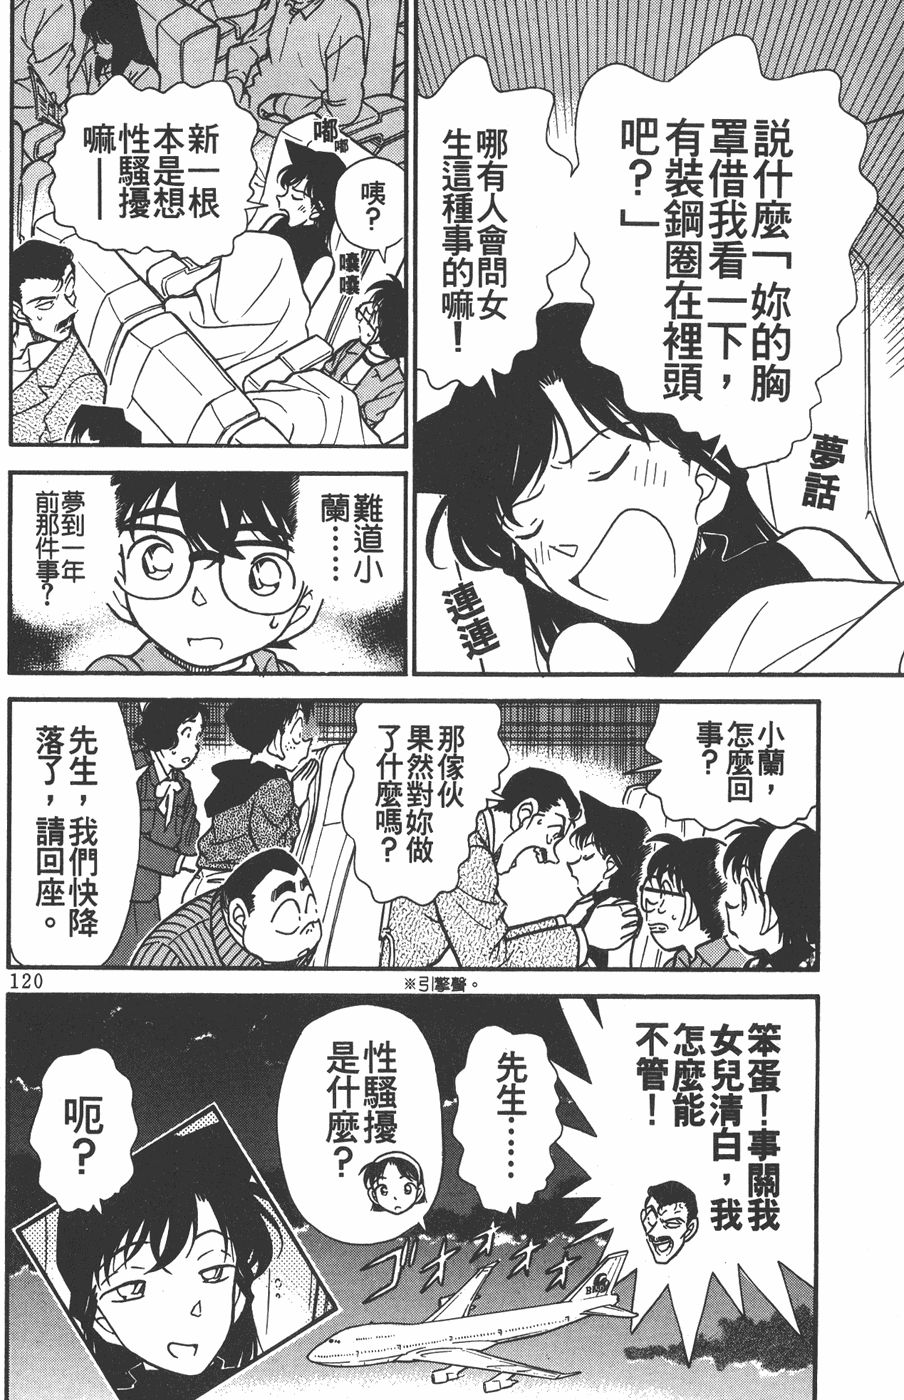 說什麼「妳的胸
罩借我看一下，
有裝鋼圈在裡頭
吧？」
哪有人會問女
生這種事的嘛！
夢話
連連
新一根
本是想
性騷擾
嘛——
嘟嘟
咦？
嚷嚷
難道小
蘭……
夢到一年
前那件事？
小蘭，
怎麼回
事？
那傢伙
果然對妳做
了什麼嗎？
先生，我們快降
落了，請回座。
120
※引擎聲。
笨蛋！事關我
女兒清白，我
怎麼能
不管！
先生……
性騷擾
是什麼？
ゴオオオオ
呃？